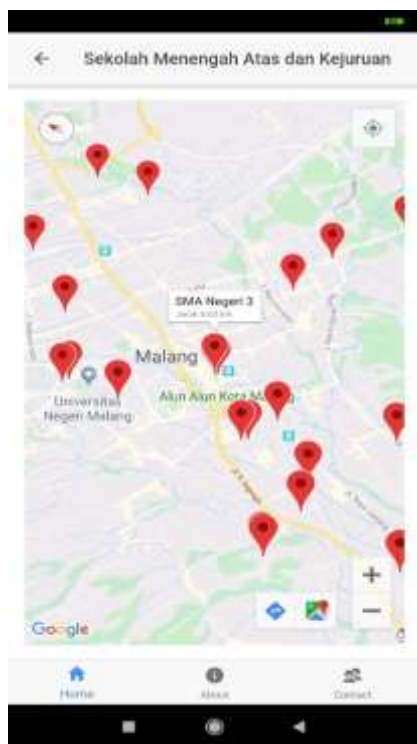 Sekolah Menengah Atas dan Kejuruan
SMA Negeri 3
Malang
Universitas
Negeri Malang
Alun Alun Kota
Google
Home
About
Contact